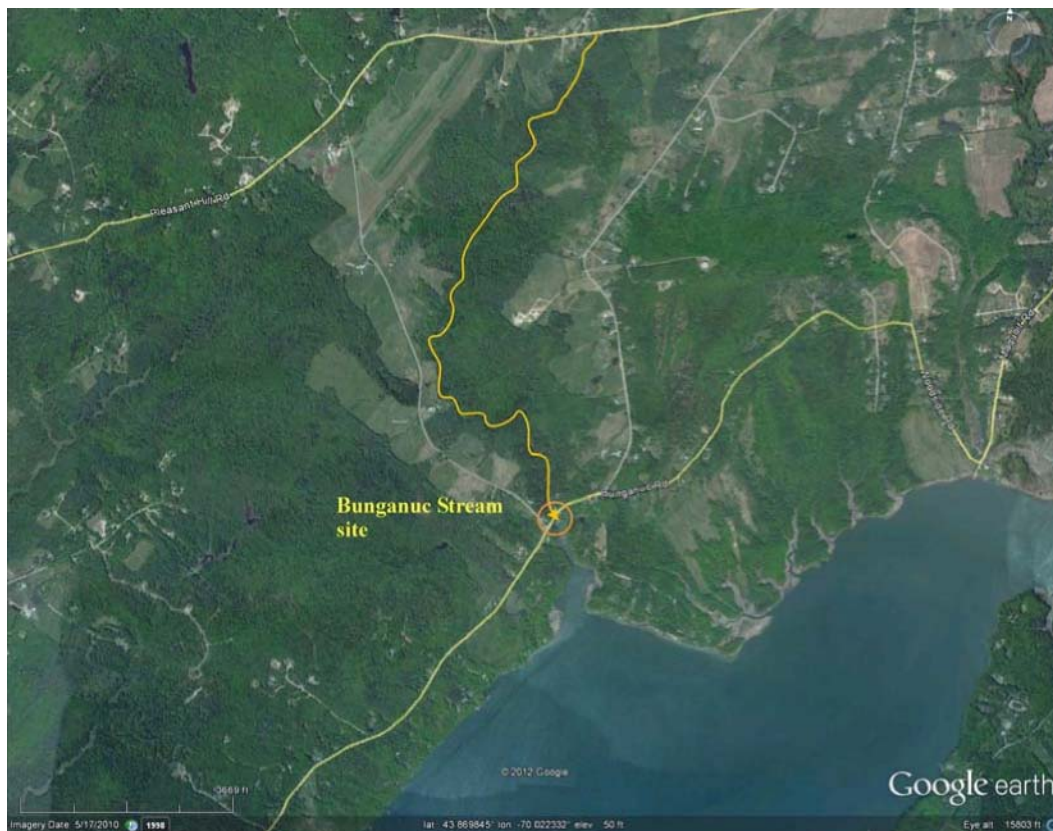 Pleasant Hill Rd
Bunganuc Rd
Bunganuc Stream
site
© 2012 Google
Google earth
3669 ft
Imagery Date 5/17/2010
1998
lat 43.869845° lon -70.022332° elev 50 ft
Eye alt 15803 ft